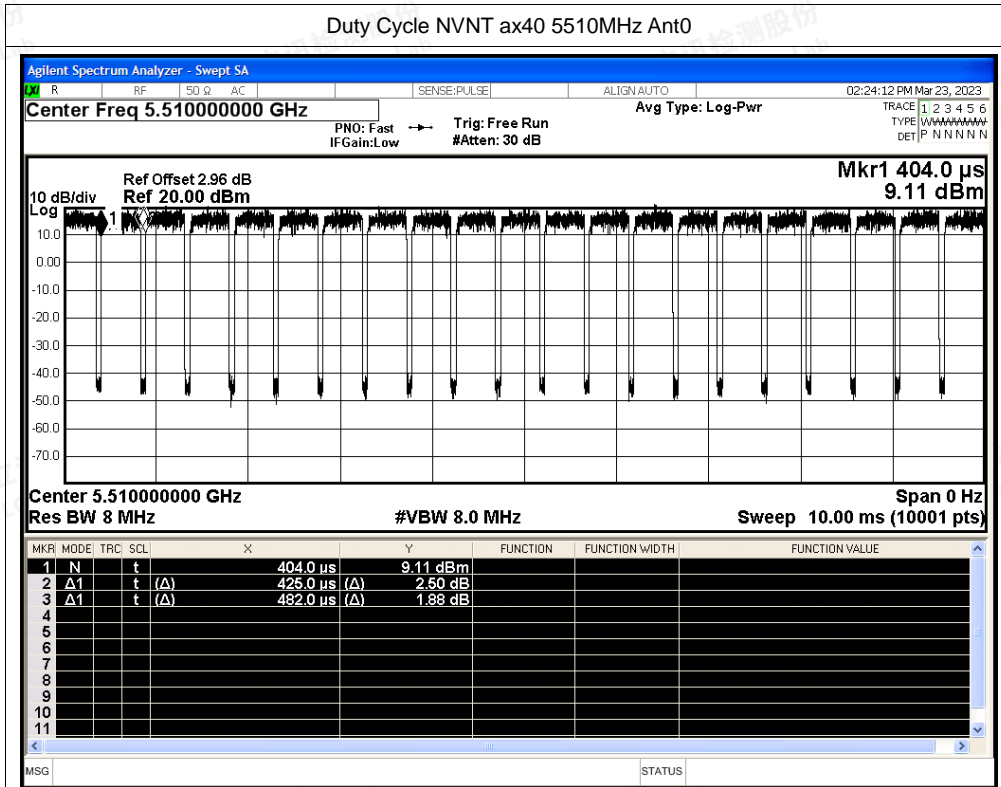 Duty Cycle NVNT ax40 5510MHz Ant0
Agilent Spectrum Analyzer - Swept SA
LXI R RF 50 Ω AC SENSE:PULSE ALIGN AUTO 02:24:12 PM Mar 23, 2023
Center Freq 5.510000000 GHz
PNO: Fast
IFGain:Low
Trig: Free Run
#Atten: 30 dB
Avg Type: Log-Pwr
TRACE 1 2 3 4 5 6
TYPE WWWWWWW
DET P N N N N N
Mkr1 404.0 µs
9.11 dBm
Ref Offset 2.96 dB
10 dB/div Ref 20.00 dBm
Log
1
10.0
0.00
-10.0
-20.0
-30.0
-40.0
-50.0
-60.0
-70.0
Center 5.510000000 GHz Span 0 Hz
Res BW 8 MHz #VBW 8.0 MHz Sweep 10.00 ms (10001 pts)
MKR MODE TRC SCL X Y FUNCTION FUNCTION WIDTH FUNCTION VALUE
1 N t 404.0 µs 9.11 dBm
2 Δ1 t (Δ) 425.0 µs (Δ) 2.50 dB
3 Δ1 t (Δ) 482.0 µs (Δ) 1.88 dB
4
5
6
7
8
9
10
11
MSG STATUS